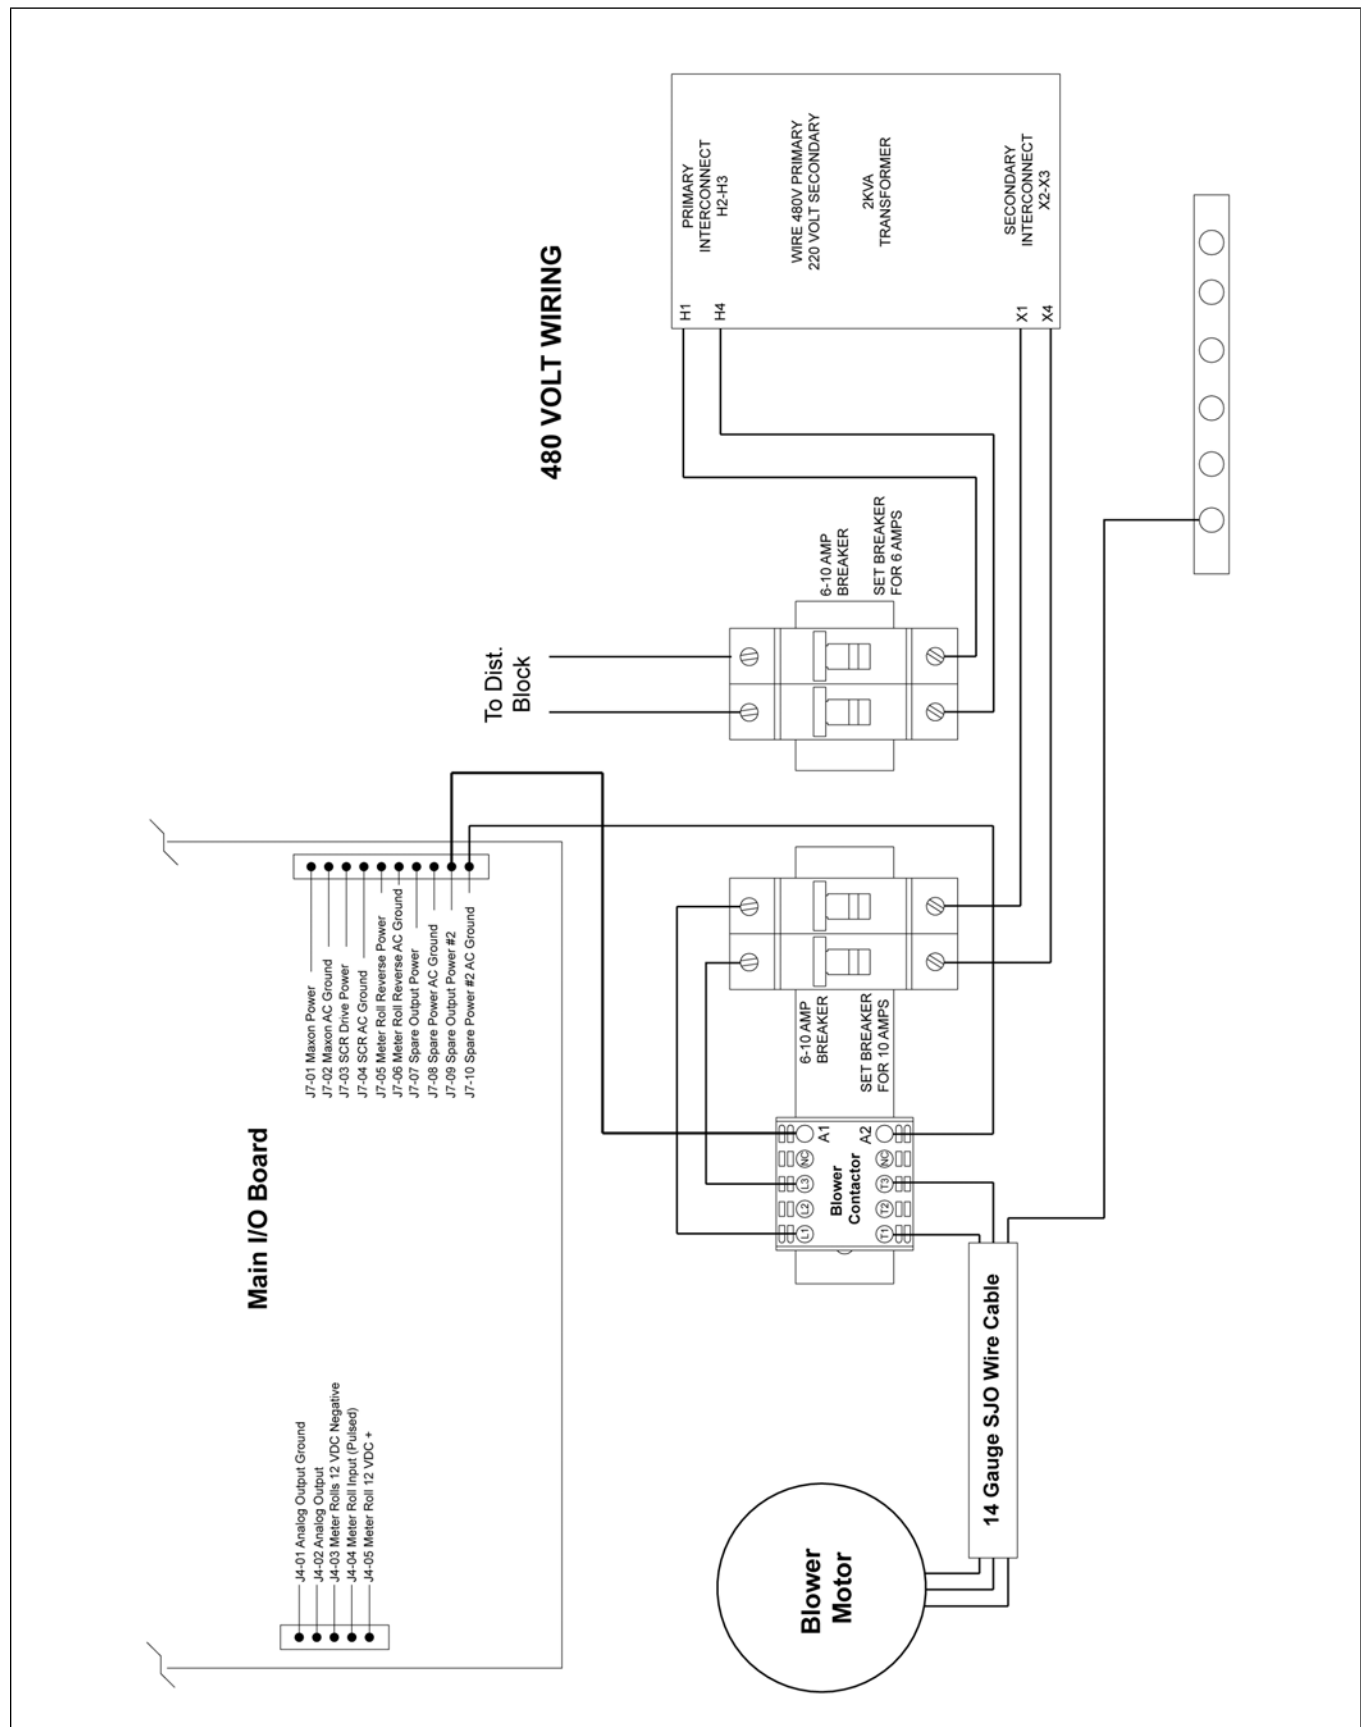 480 VOLT WIRING
Main I/O Board
J4-01 Analog Output Ground
J4-02 Analog Output
J4-03 Meter Rolls 12 VDC Negative
J4-04 Meter Roll Input (Pulsed)
J4-05 Meter Roll 12 VDC +
J7-01 Maxon Power
J7-02 Maxon AC Ground
J7-03 SCR Drive Power
J7-04 SCR AC Ground
J7-05 Meter Roll Reverse Power
J7-06 Meter Roll Reverse AC Ground
J7-07 Spare Output Power
J7-08 Spare Power AC Ground
J7-09 Spare Output Power #2
J7-10 Spare Power #2 AC Ground
To Dist.
Block
PRIMARY
INTERCONNECT
H2-H3
WIRE 480V PRIMARY
220 VOLT SECONDARY
2KVA
TRANSFORMER
SECONDARY
INTERCONNECT
X2-X3
H1
H4
X1
X4
6-10 AMP
BREAKER
SET BREAKER
FOR 6 AMPS
6-10 AMP
BREAKER
SET BREAKER
FOR 10 AMPS
L1 L2 L3 NC A1
Blower
Contactor
T1 T2 T3 NC A2
Blower
Motor
14 Gauge SJO Wire Cable